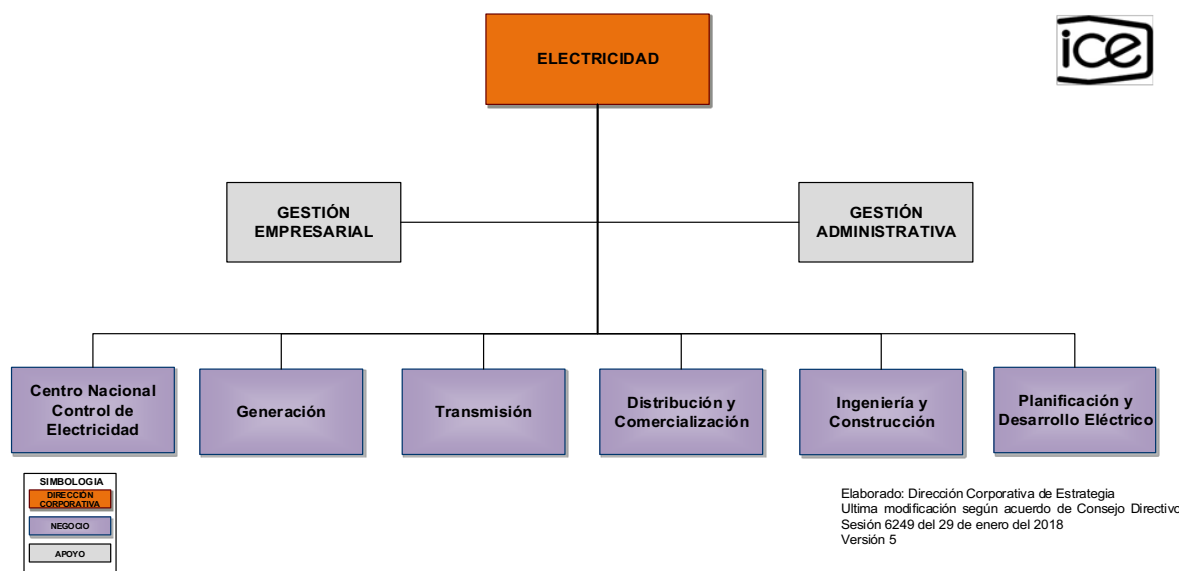 ELECTRICIDAD
ice
GESTIÓN
EMPRESARIAL
GESTIÓN
ADMINISTRATIVA
Centro Nacional
Control de
Electricidad
Generación
Transmisión
Distribución y
Comercialización
Ingeniería y
Construcción
Planificación y
Desarrollo Eléctrico
SIMBOLOGIA
DIRECCIÓN
CORPORATIVA
NEGOCIO
APOYO
Elaborado: Dirección Corporativa de Estrategia
Ultima modificación según acuerdo de Consejo Directivo
Sesión 6249 del 29 de enero del 2018
Versión 5